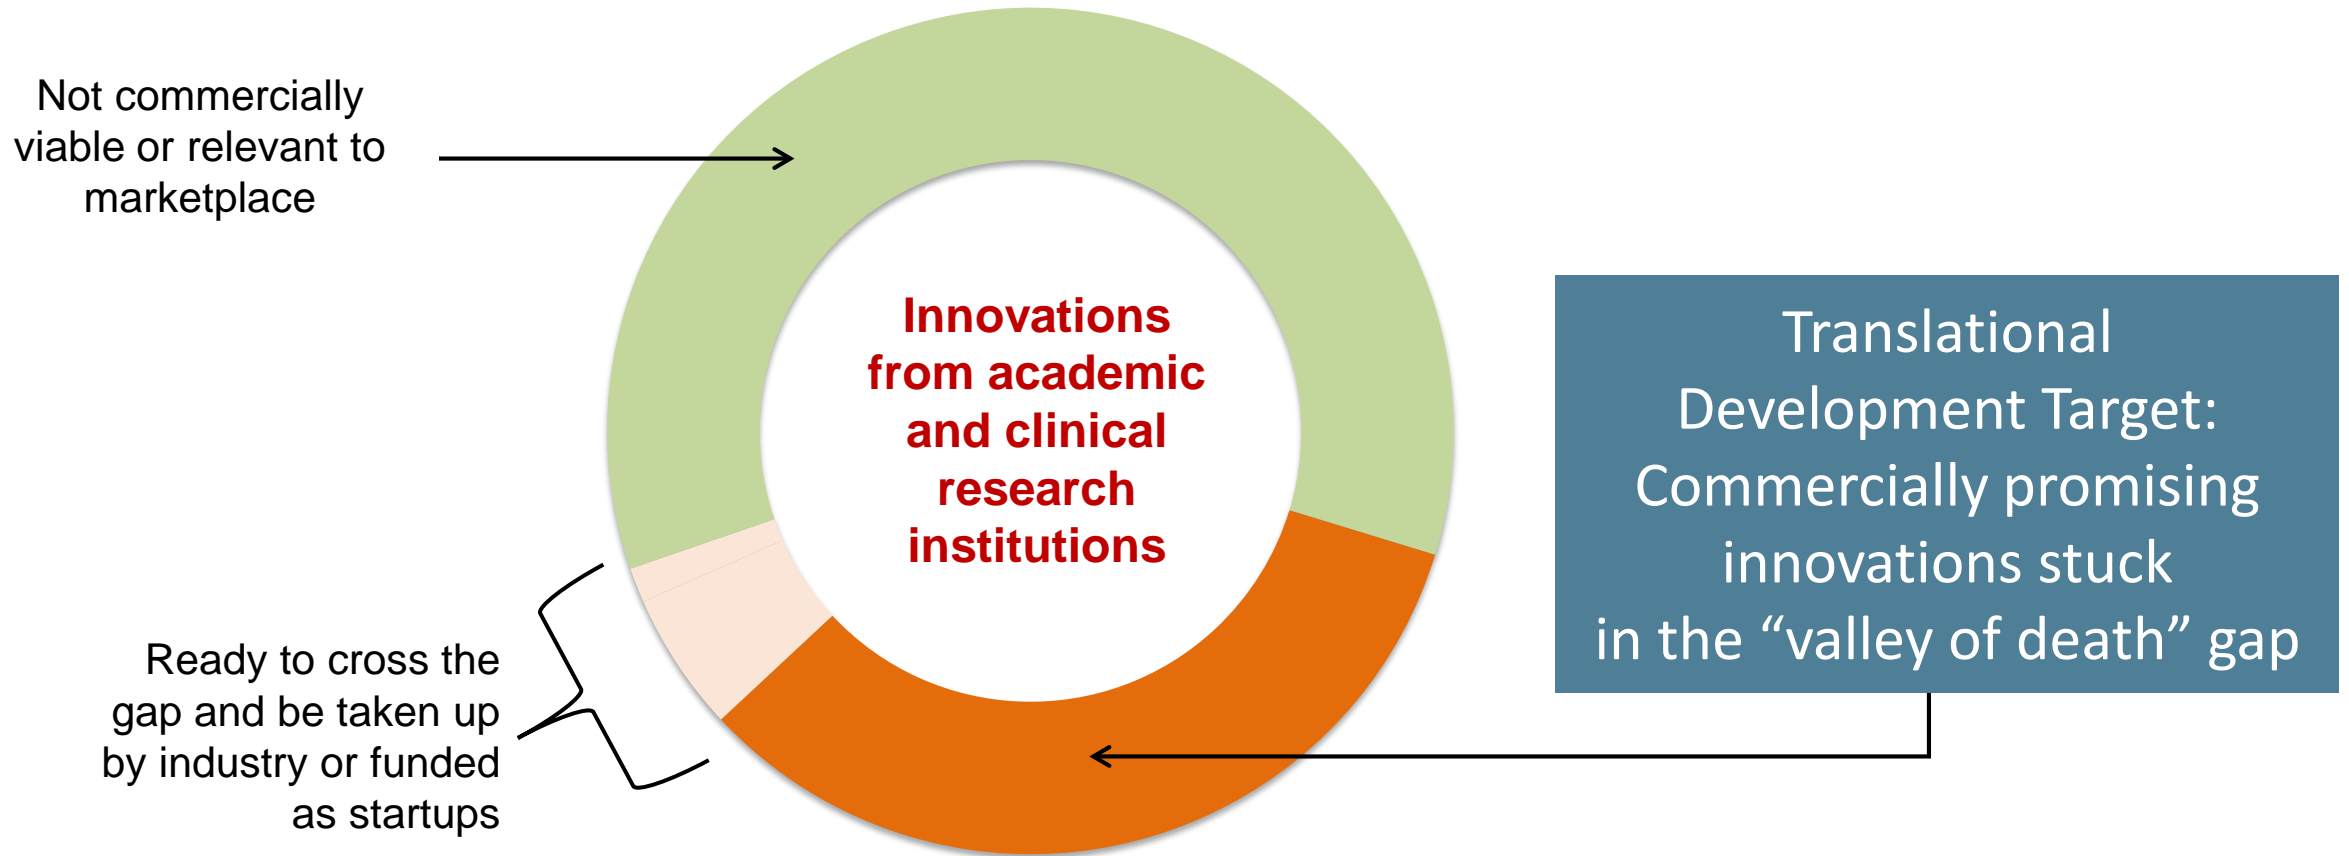 Not commercially
viable or relevant to
marketplace
Innovations
from academic
and clinical
research
institutions
Translational
Development Target:
Commercially promising
innovations stuck
in the “valley of death” gap
Ready to cross the
gap and be taken up
by industry or funded
as startups